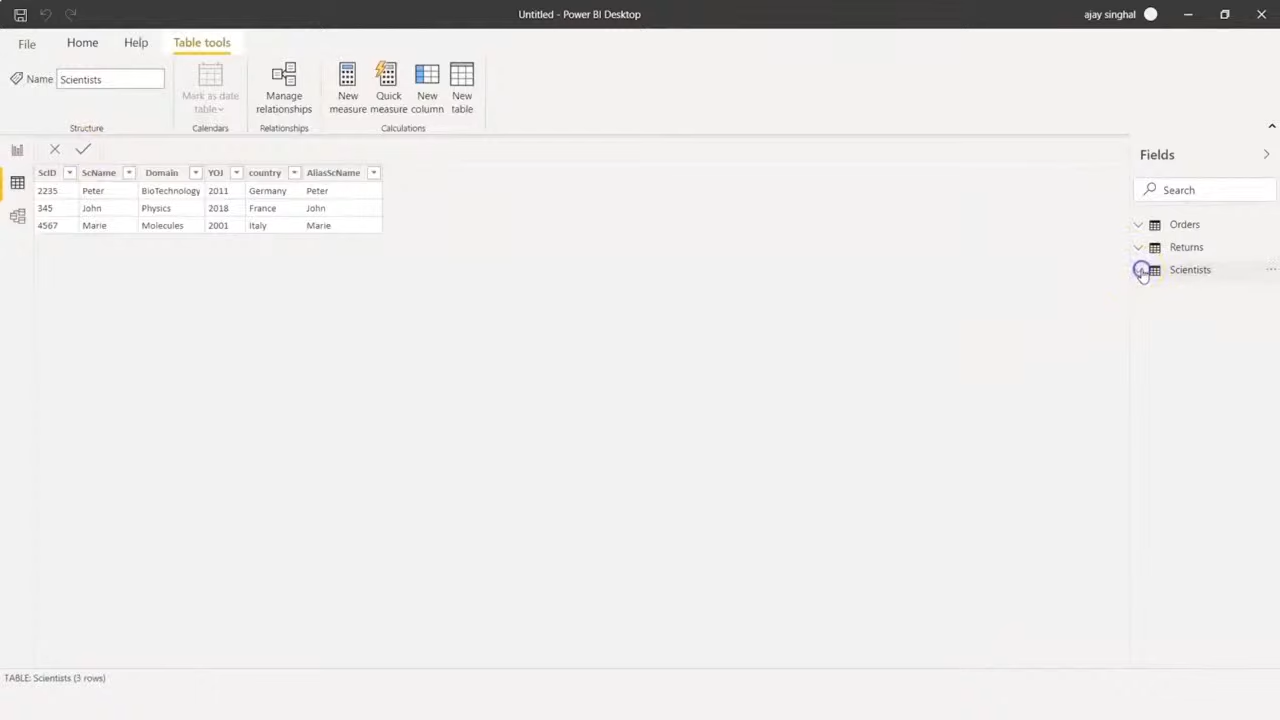 Untitled - Power BI Desktop
ajay singhal
File
Home
Help
Table tools
Name
Scientists
Mark as date table
Manage relationships
New measure
Quick measure
New column
New table
Structure
Calendars
Relationships
Calculations
ScID ScName Domain YOJ country AliasScName
2235 Peter BioTechnology 2011 Germany Peter
345 John Physics 2018 France John
4567 Marie Molecules 2001 Italy Marie
Fields
Search
Orders
Returns
Scientists
TABLE: Scientists (3 rows)